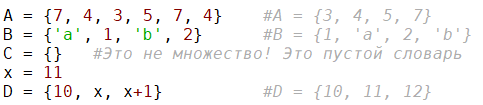 A = {7, 4, 3, 5, 7, 4}    #A = {3, 4, 5, 7}
B = {'a', 1, 'b', 2}      #B = {1, 'a', 2, 'b'}
C = {}   #Это не множество! Это пустой словарь
x = 11
D = {10, x, x+1}          #D = {10, 11, 12}